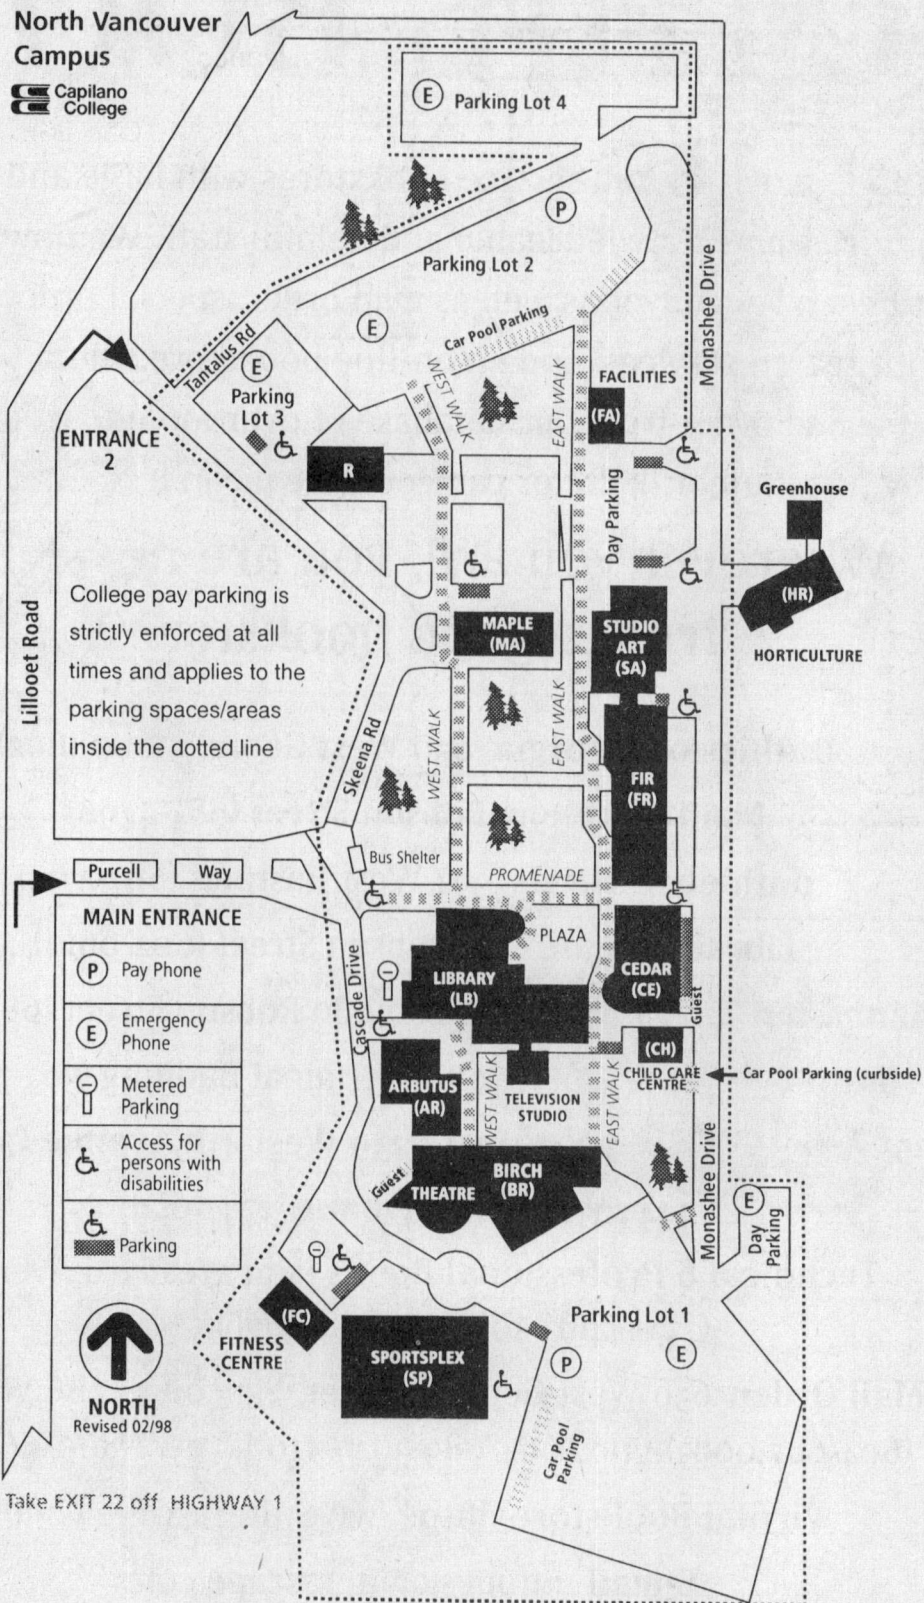 North Vancouver
Campus
Capilano
College
E
Parking Lot 4
P
Parking Lot 2
Monashee Drive
E
Car Pool Parking
Tantalus Rd
E
Parking
Lot 3
WEST WALK
EAST WALK
FACILITIES
(FA)
ENTRANCE
2
R
Day Parking
Greenhouse
(HR)
HORTICULTURE
Lillooet Road
College pay parking is
strictly enforced at all
times and applies to the
parking spaces/areas
inside the dotted line
MAPLE
(MA)
STUDIO
ART
(SA)
Skeena Rd
WEST WALK
EAST WALK
FIR
(FR)
Bus Shelter
PROMENADE
Purcell
Way
MAIN ENTRANCE
PLAZA
LIBRARY
(LB)
CEDAR
(CE)
Guest
Cascade Drive
(CH)
CHILD CARE
CENTRE
Car Pool Parking (curbside)
ARBUTUS
(AR)
WEST WALK
TELEVISION
STUDIO
EAST WALK
Guest
THEATRE
BIRCH
(BR)
Monashee Drive
E
Day
Parking
P
Pay Phone
E
Emergency
Phone
Metered
Parking
Access for
persons with
disabilities
Parking
(FC)
FITNESS
CENTRE
SPORTSPLEX
(SP)
Parking Lot 1
P
E
Car Pool
Parking
NORTH
Revised 02/98
Take EXIT 22 off HIGHWAY 1